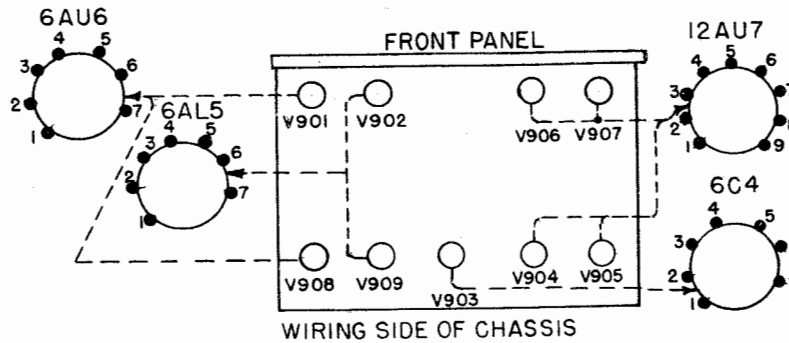 6AU6
1 2 3 4 5 6 7
6AL5
1 2 3 4 5 6 7
FRONT PANEL
V901 V902 V906 V907
V908 V909 V903 V904 V905
WIRING SIDE OF CHASSIS
12AU7
1 2 3 4 5 6 9
6C4
1 2 3 4 5